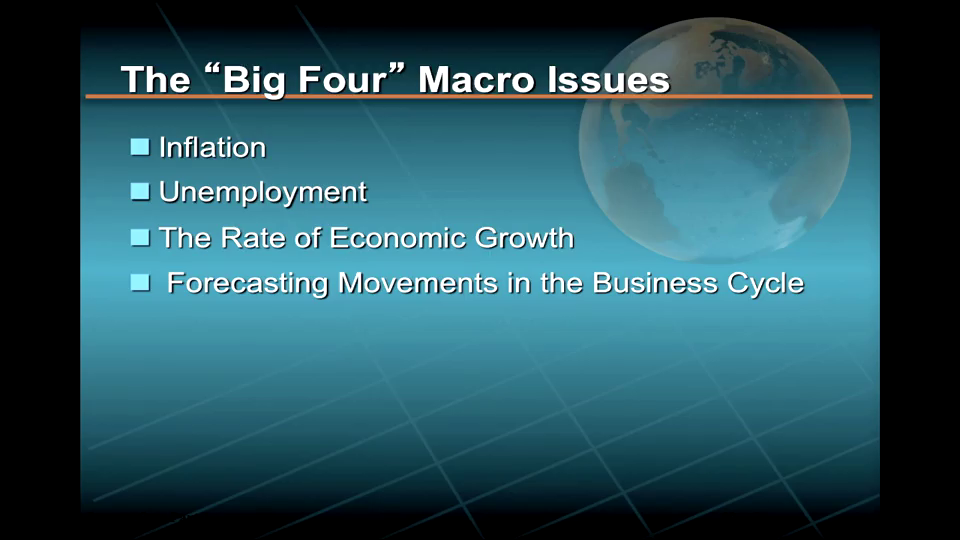 The “Big Four” Macro Issues
Inflation
Unemployment
The Rate of Economic Growth
Forecasting Movements in the Business Cycle